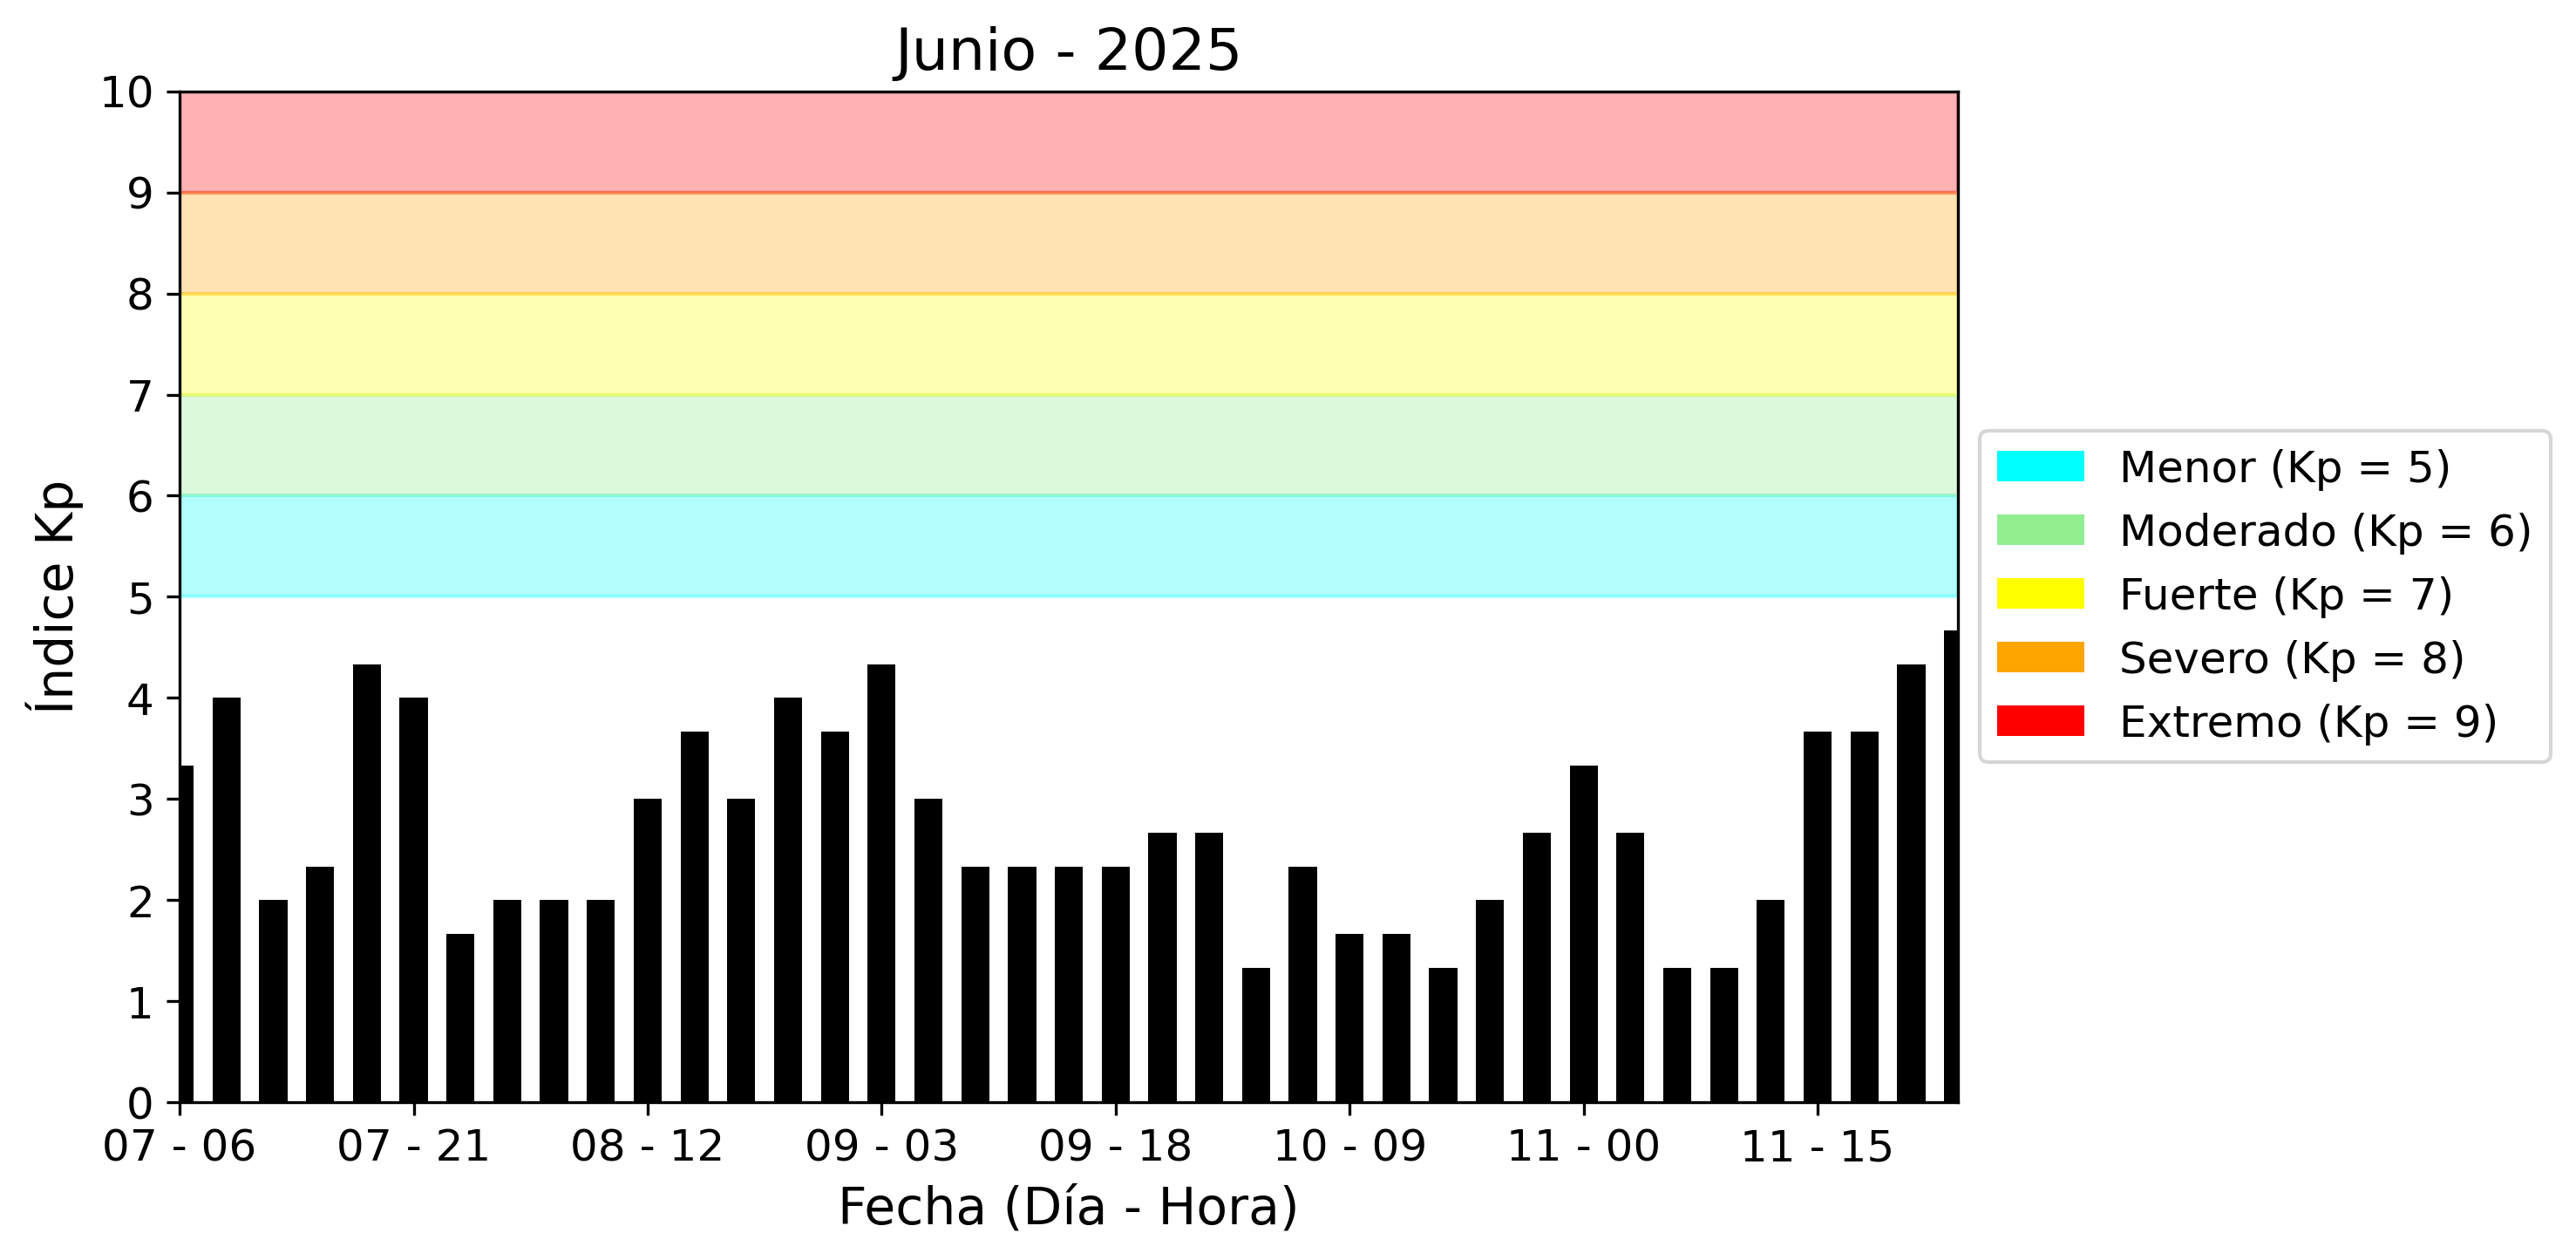 Junio - 2025
10
9
8
7
6
5
4
3
2
1
0
Índice Kp
07 - 06 07 - 21 08 - 12 09 - 03 09 - 18 10 - 09 11 - 00 11 - 15
Fecha (Día - Hora)
Menor (Kp = 5)
Moderado (Kp = 6)
Fuerte (Kp = 7)
Severo (Kp = 8)
Extremo (Kp = 9)